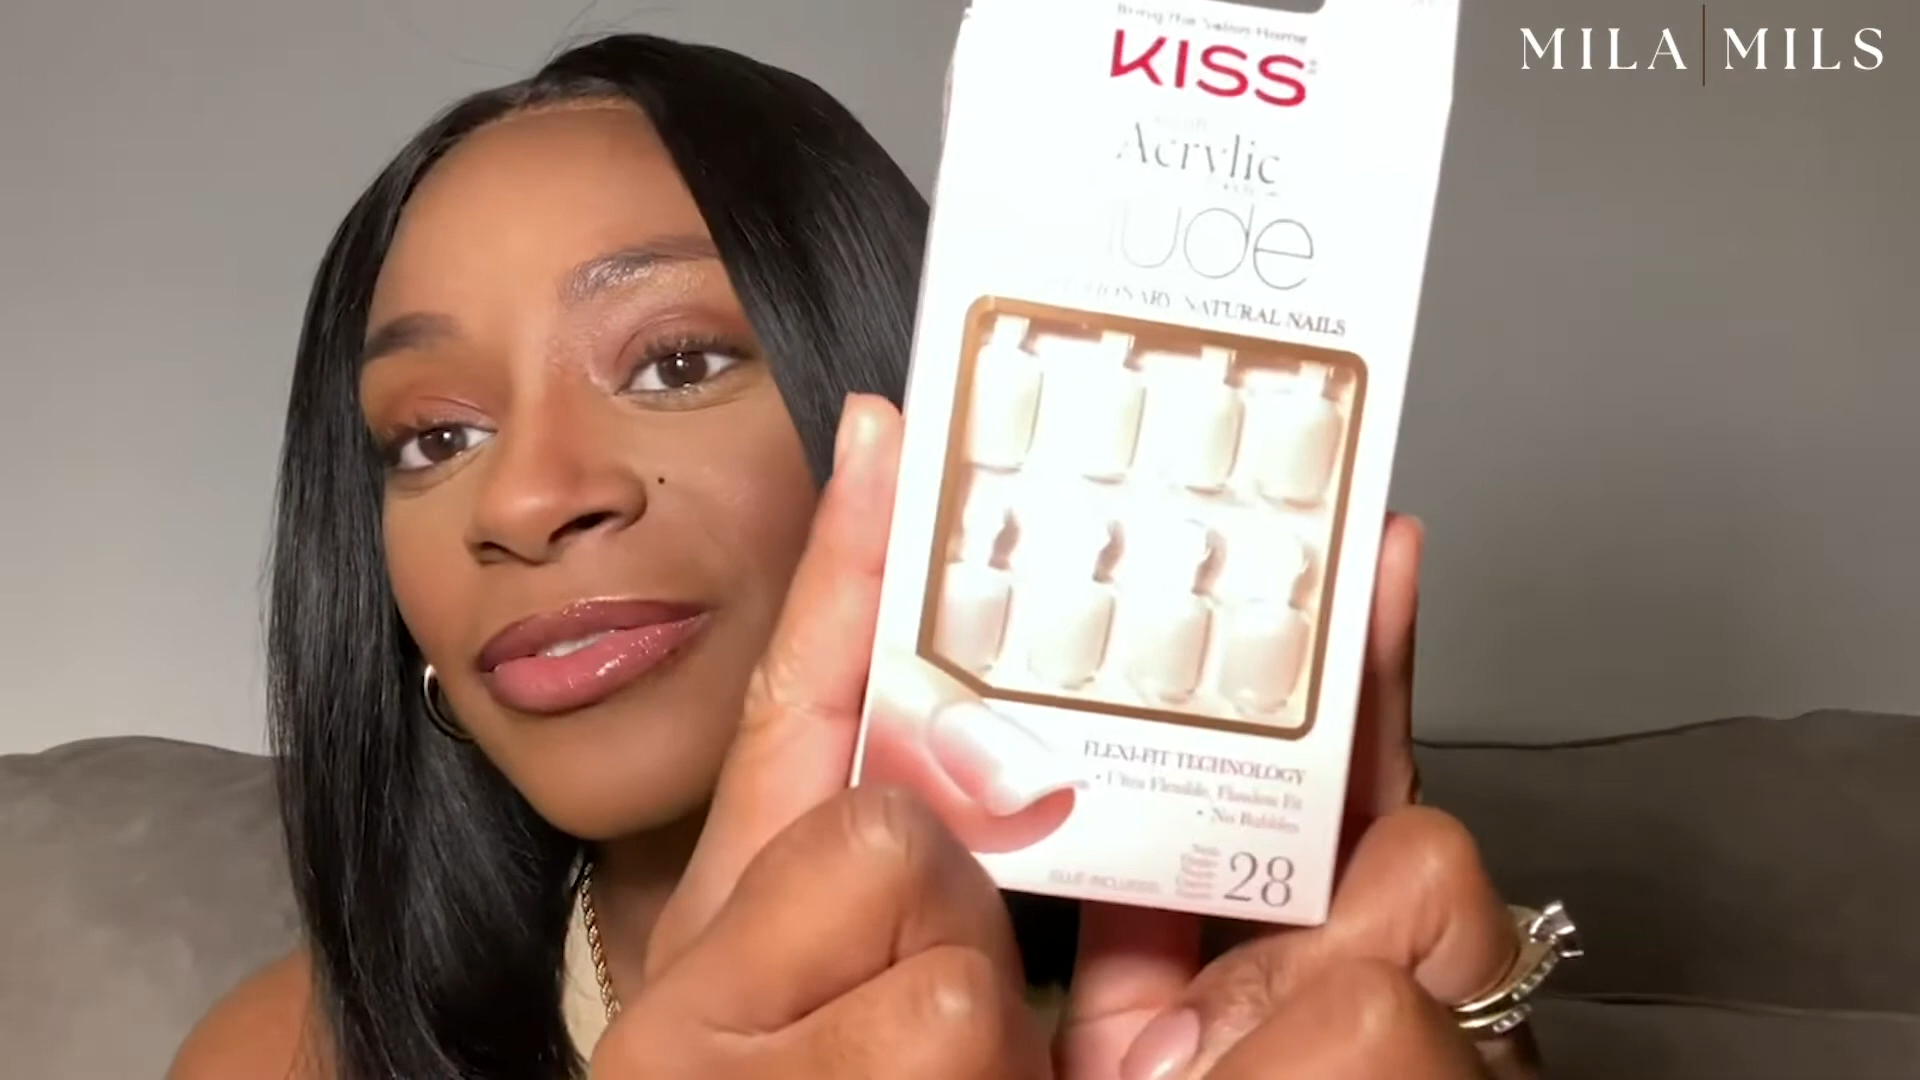 MILA | MILS
Bring The Salon Home
KISS
Acrylic
nude
NATURAL NAILS
FLEXI-FIT TECHNOLOGY
• Ultra Flexible, Flawless Fit
• No Bubbles
GLUE INCLUDED
28